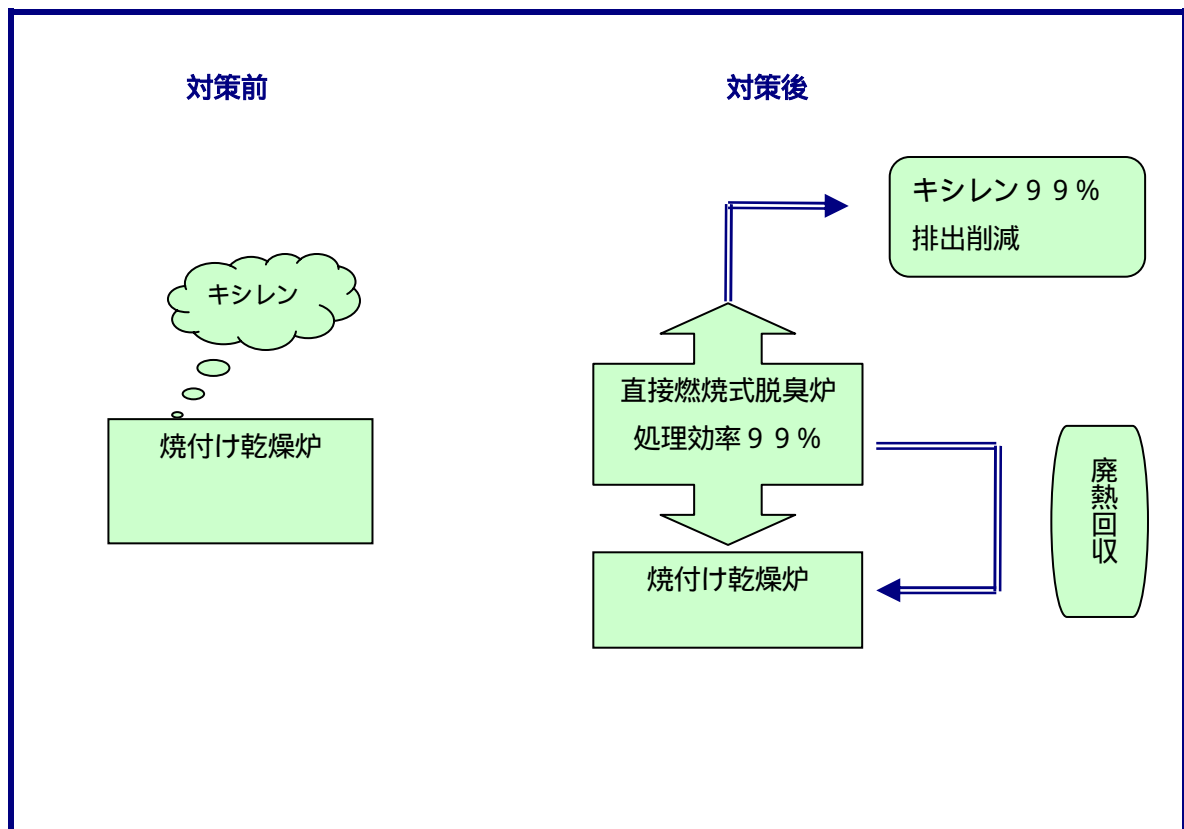 対策前
対策後
キシレン９９％
排出削減
キシレン
直接燃焼式脱臭炉
処理効率９９％
焼付け乾燥炉
廃熱回収
焼付け乾燥炉